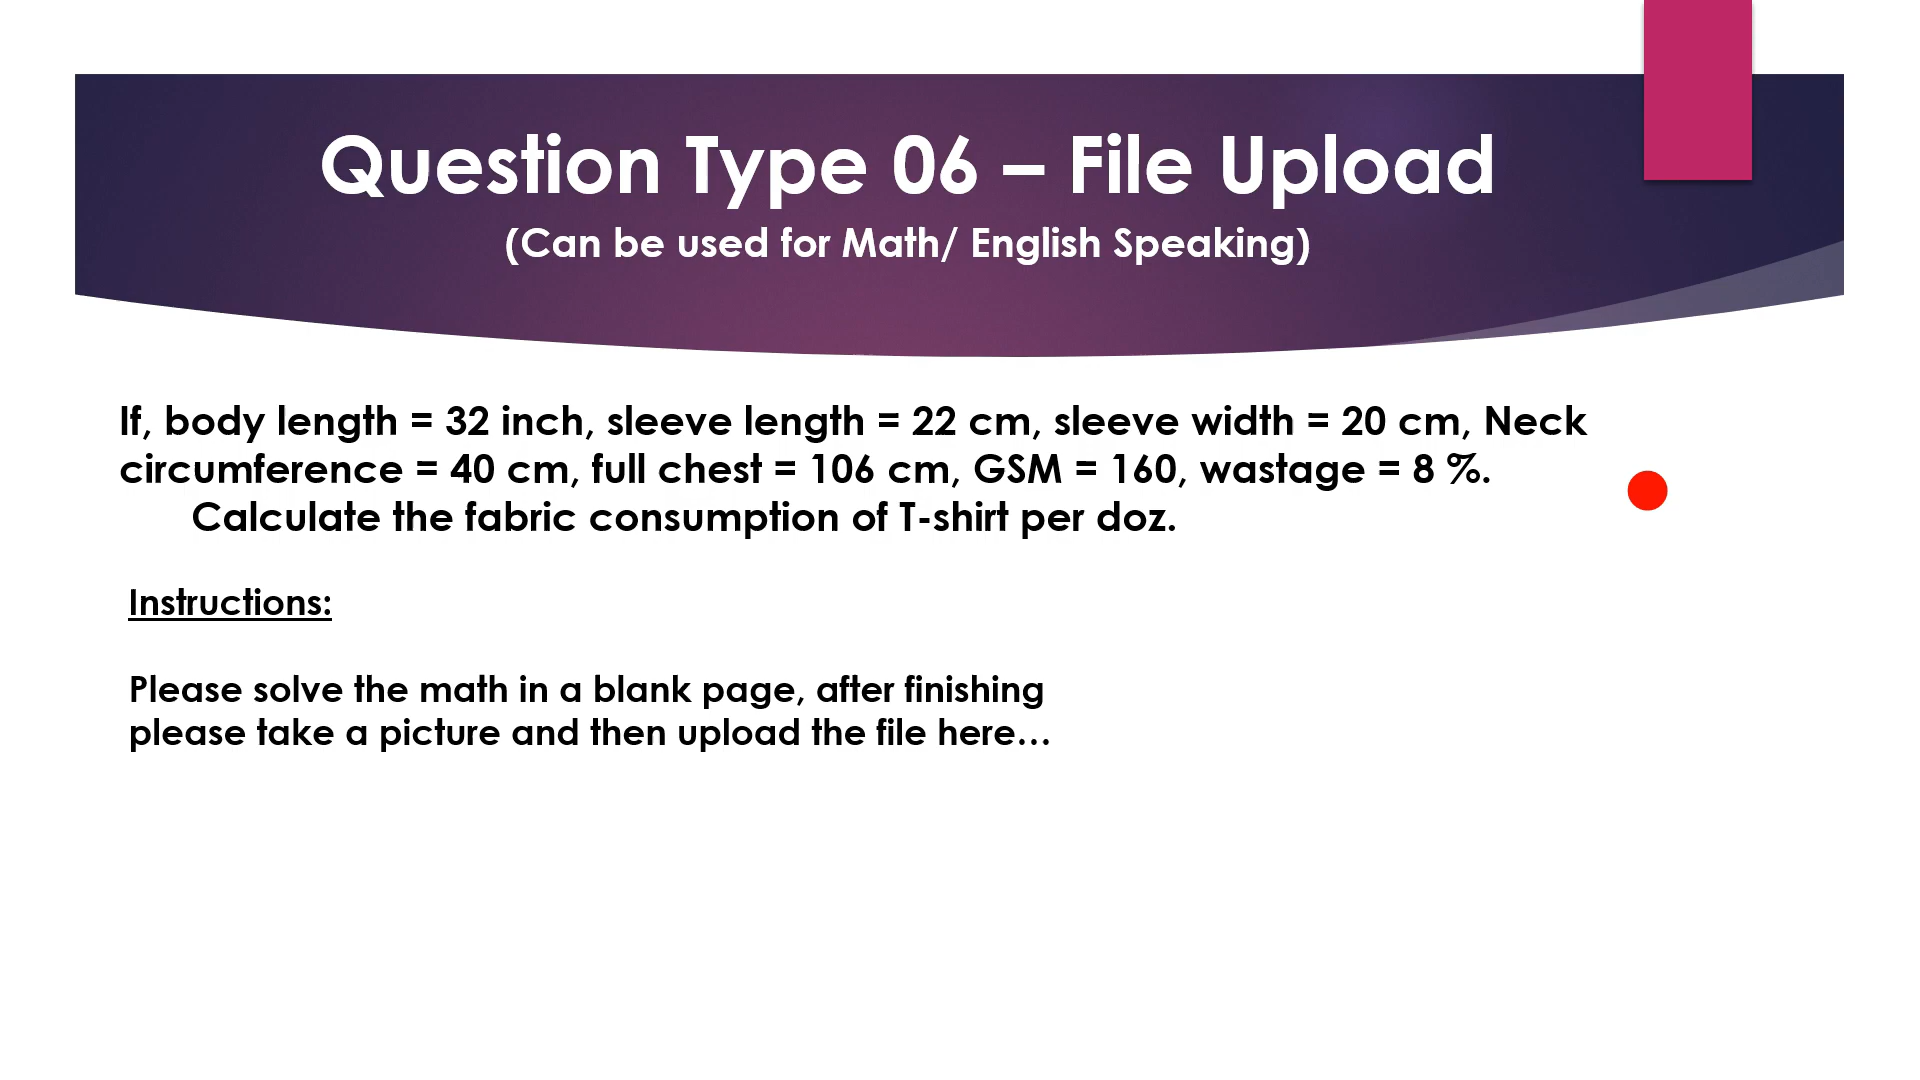 Question Type 06 – File Upload
(Can be used for Math/ English Speaking)
If, body length = 32 inch, sleeve length = 22 cm, sleeve width = 20 cm, Neck
circumference = 40 cm, full chest = 106 cm, GSM = 160, wastage = 8 %.
Calculate the fabric consumption of T-shirt per doz.
Instructions:
Please solve the math in a blank page, after finishing
please take a picture and then upload the file here…